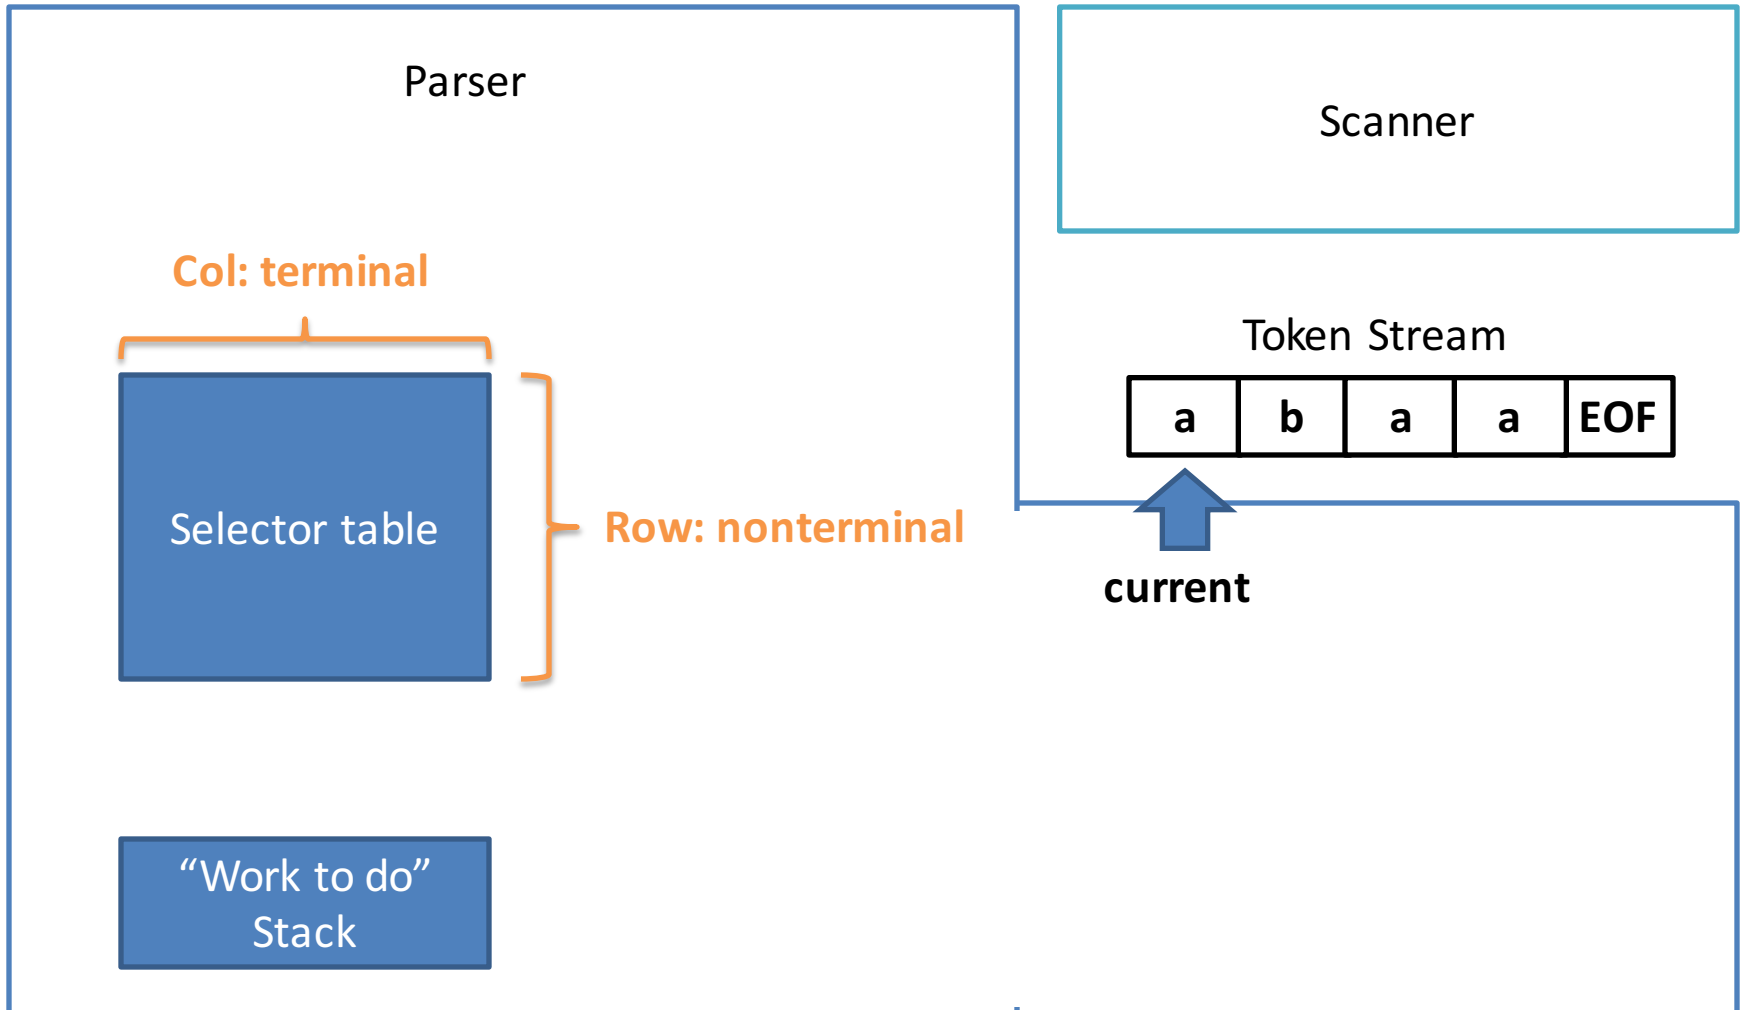 Parser
Scanner
Col: terminal
Token Stream
a b a a EOF
Selector table
Row: nonterminal
current
“Work to do”
Stack